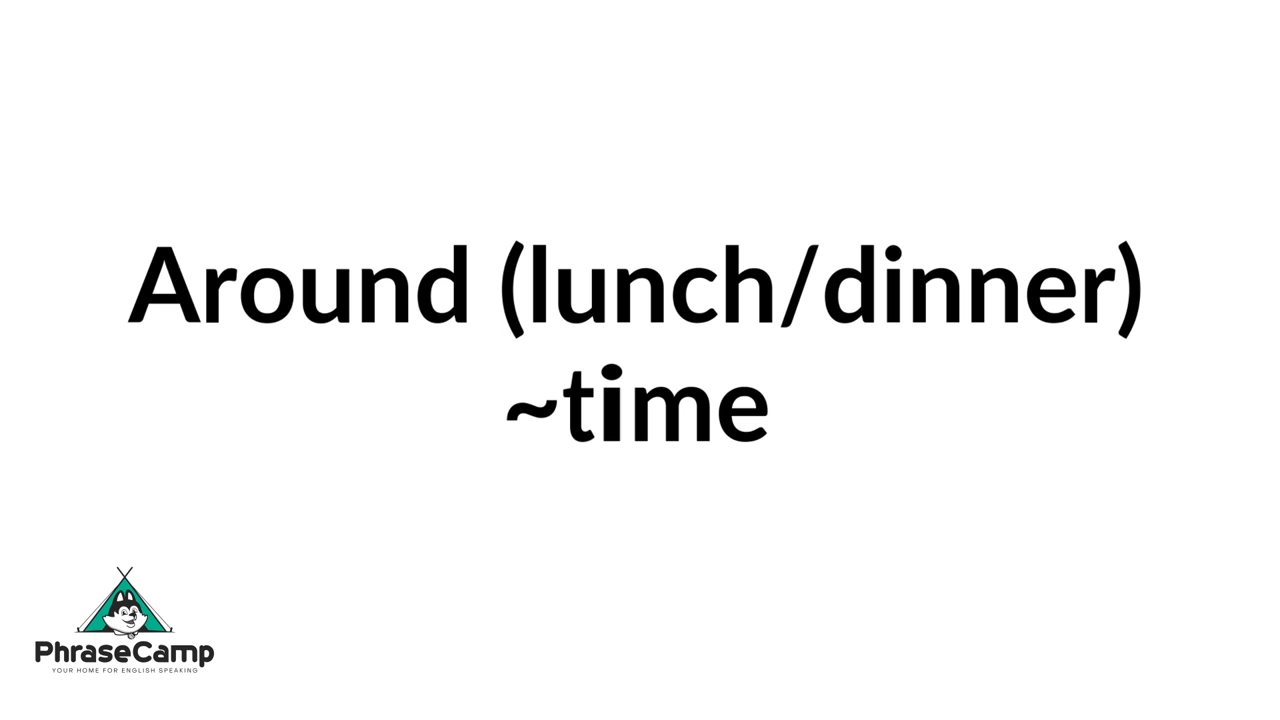 Around (lunch/dinner)
~time
PhraseCamp
YOUR HOME FOR ENGLISH SPEAKING